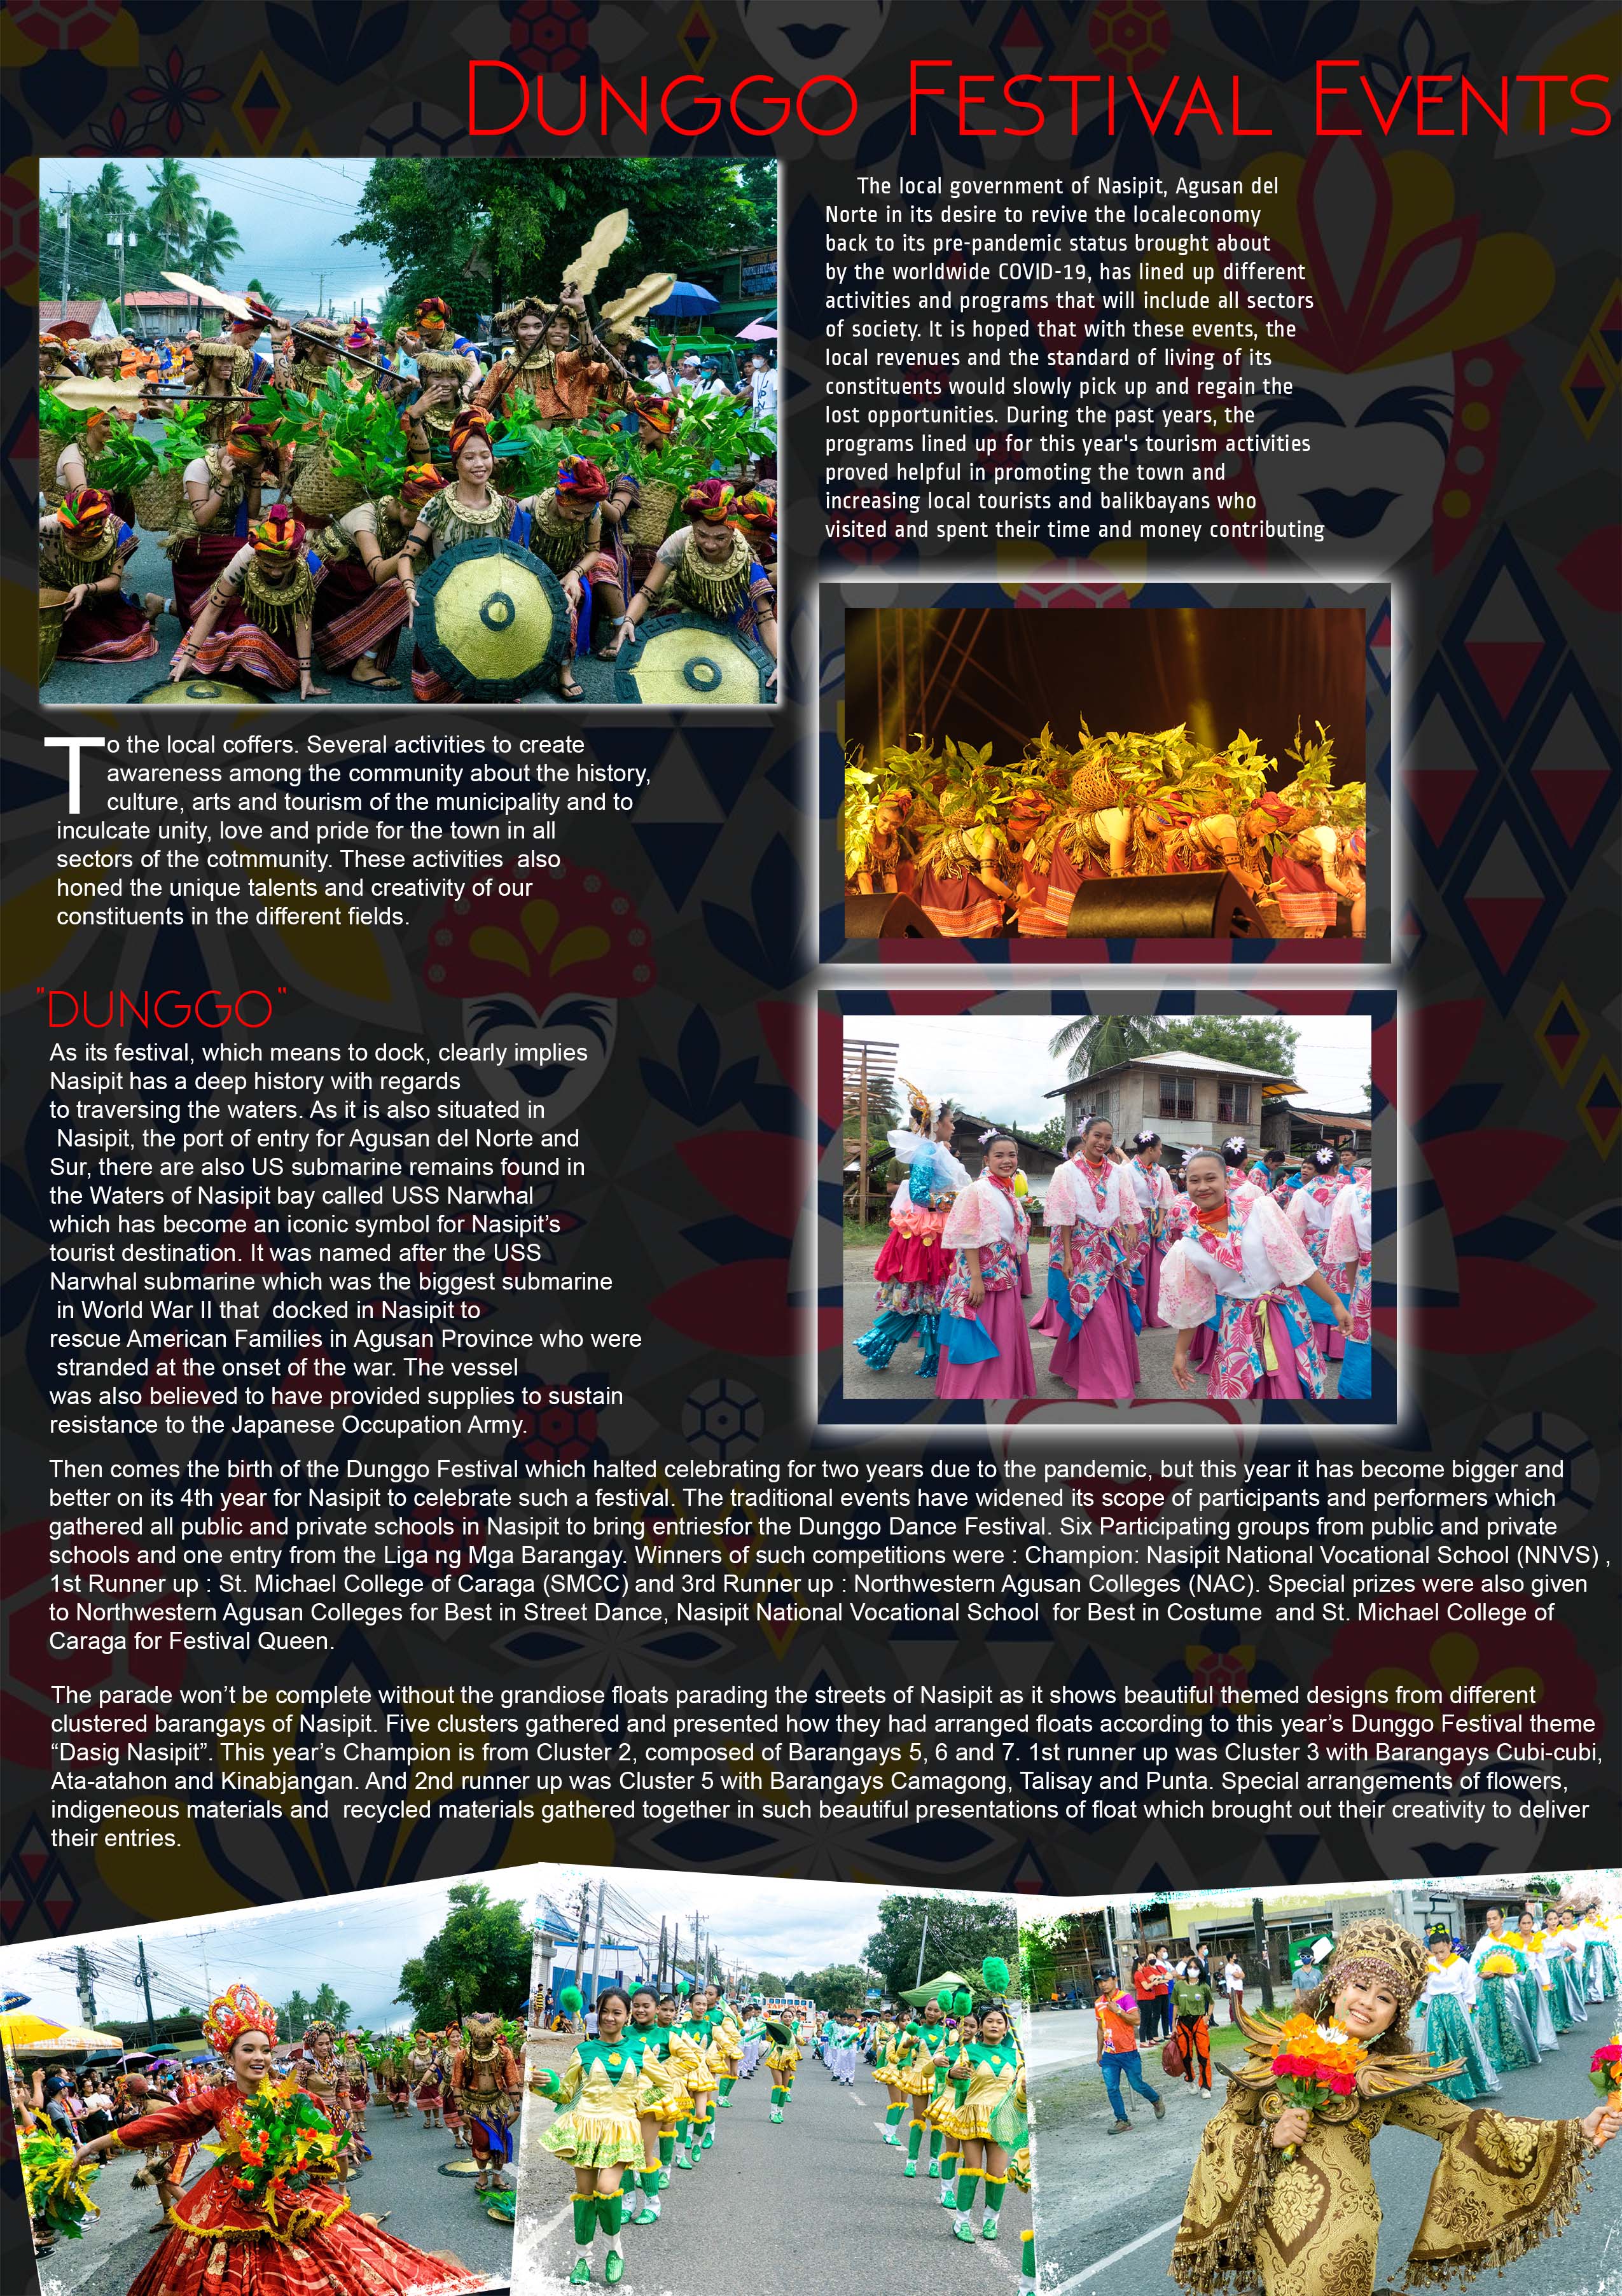 Dunggo Festival Events
The local government of Nasipit, Agusan del
Norte in its desire to revive the localeconomy
back to its pre-pandemic status brought about
by the worldwide COVID-19, has lined up different
activities and programs that will include all sectors
of society. It is hoped that with these events, the
local revenues and the standard of living of its
constituents would slowly pick up and regain the
lost opportunities. During the past years, the
programs lined up for this year's tourism activities
proved helpful in promoting the town and
increasing local tourists and balikbayans who
visited and spent their time and money contributing
To the local coffers. Several activities to create
awareness among the community about the history,
culture, arts and tourism of the municipality and to
inculcate unity, love and pride for the town in all
sectors of the cotmmunity. These activities  also
honed the unique talents and creativity of our
constituents in the different fields.
"DUNGGO"
As its festival, which means to dock, clearly implies
Nasipit has a deep history with regards
to traversing the waters. As it is also situated in
Nasipit, the port of entry for Agusan del Norte and
Sur, there are also US submarine remains found in
the Waters of Nasipit bay called USS Narwhal
which has become an iconic symbol for Nasipit’s
tourist destination. It was named after the USS
Narwhal submarine which was the biggest submarine
in World War II that  docked in Nasipit to
rescue American Families in Agusan Province who were
stranded at the onset of the war. The vessel
was also believed to have provided supplies to sustain
resistance to the Japanese Occupation Army.
Then comes the birth of the Dunggo Festival which halted celebrating for two years due to the pandemic, but this year it has become bigger and
better on its 4th year for Nasipit to celebrate such a festival. The traditional events have widened its scope of participants and performers which
gathered all public and private schools in Nasipit to bring entriesfor the Dunggo Dance Festival. Six Participating groups from public and private
schools and one entry from the Liga ng Mga Barangay. Winners of such competitions were : Champion: Nasipit National Vocational School (NNVS) ,
1st Runner up : St. Michael College of Caraga (SMCC) and 3rd Runner up : Northwestern Agusan Colleges (NAC). Special prizes were also given
to Northwestern Agusan Colleges for Best in Street Dance, Nasipit National Vocational School  for Best in Costume  and St. Michael College of
Caraga for Festival Queen.
The parade won’t be complete without the grandiose floats parading the streets of Nasipit as it shows beautiful themed designs from different
clustered barangays of Nasipit. Five clusters gathered and presented how they had arranged floats according to this year’s Dunggo Festival theme
“Dasig Nasipit”. This year’s Champion is from Cluster 2, composed of Barangays 5, 6 and 7. 1st runner up was Cluster 3 with Barangays Cubi-cubi,
Ata-atahon and Kinabjangan. And 2nd runner up was Cluster 5 with Barangays Camagong, Talisay and Punta. Special arrangements of flowers,
indigeneous materials and  recycled materials gathered together in such beautiful presentations of float which brought out their creativity to deliver
their entries.